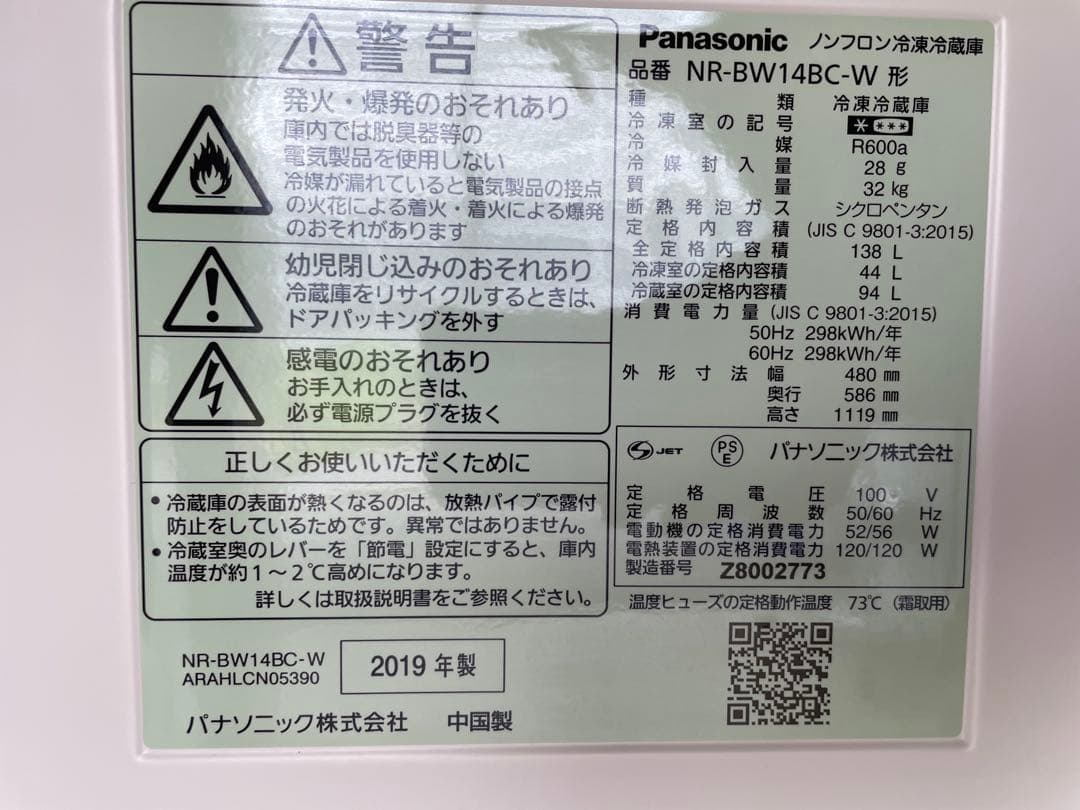 警告
発火・爆発のおそれあり
庫内では脱臭器等の
電気製品を使用しない
冷媒が漏れていると電気製品の接点
の火花による着火・着火による爆発
のおそれがあります
幼児閉じ込みのおそれあり
冷蔵庫をリサイクルするときは、
ドアパッキングを外す
感電のおそれあり
お手入れのときは、
必ず電源プラグを抜く
正しくお使いいただくために
•冷蔵庫の表面が熱くなるのは、放熱パイプで露付
防止をしているためです。異常ではありません。
•冷蔵室奥のレバーを「節電」設定にすると、庫内
温度が約1〜2℃高めになります。
詳しくは取扱説明書をご参照ください。
NR-BW14BC-W
ARAHLCN05390
2019年製
パナソニック株式会社 中国製
Panasonic ノンフロン冷凍冷蔵庫
品番 NR-BW14BC-W 形
種類 冷凍冷蔵庫
冷凍室の記号 * ***
冷媒 R600a
冷媒封入量 28 g
質量 32 kg
断熱発泡ガス シクロペンタン
定格内容積 (JIS C 9801-3:2015)
全定格内容積 138 L
冷凍室の定格内容積 44 L
冷蔵室の定格内容積 94 L
消費電力量 (JIS C 9801-3:2015)
50Hz 298kWh/年
60Hz 298kWh/年
外形寸法 幅 480 mm
奥行 586 mm
高さ 1119 mm
S JET PS E パナソニック株式会社
定格電圧 100 V
定格周波数 50/60 Hz
電動機の定格消費電力 52/56 W
電熱装置の定格消費電力 120/120 W
製造番号 Z8002773
温度ヒューズの定格動作温度 73℃(霜取用)